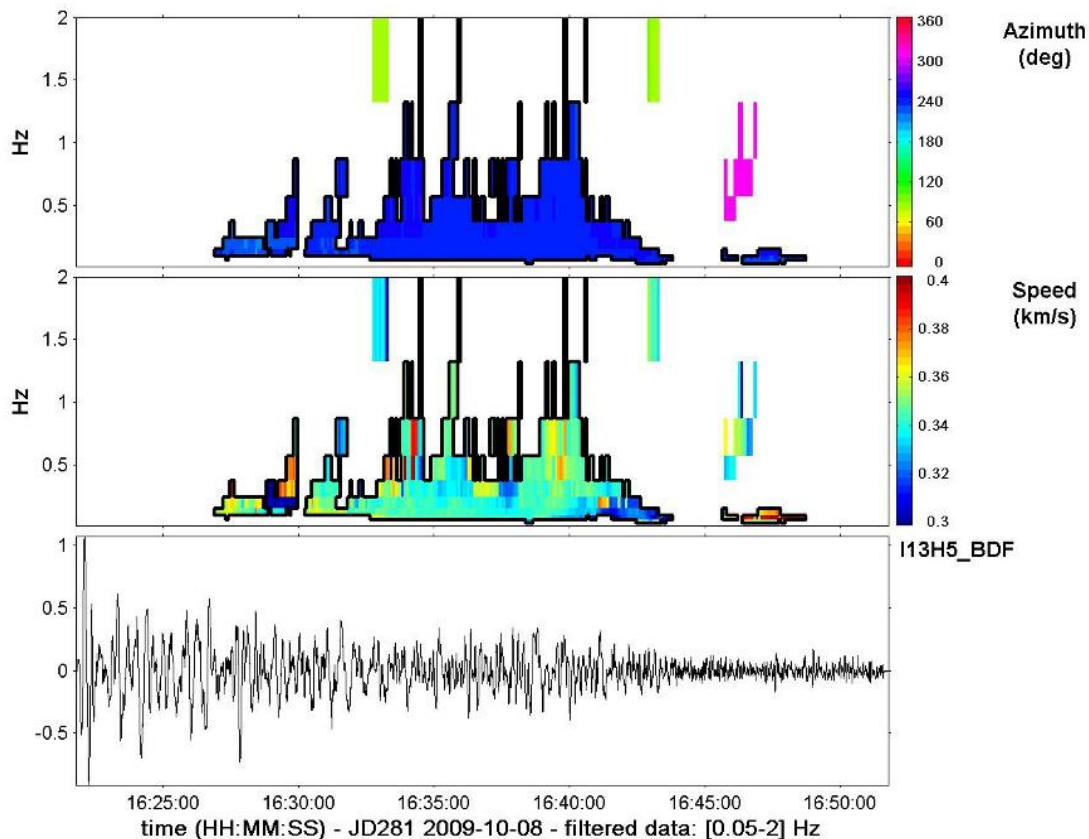 2
1.5
1
0.5
Hz
360
300
240
180
120
60
0
Azimuth
(deg)
2
1.5
1
0.5
Hz
0.4
0.38
0.36
0.34
0.32
0.3
Speed
(km/s)
1
0.5
0
-0.5
I13H5_BDF
16:25:00 16:30:00 16:35:00 16:40:00 16:45:00 16:50:00
time (HH:MM:SS) - JD281 2009-10-08 - filtered data: [0.05-2] Hz